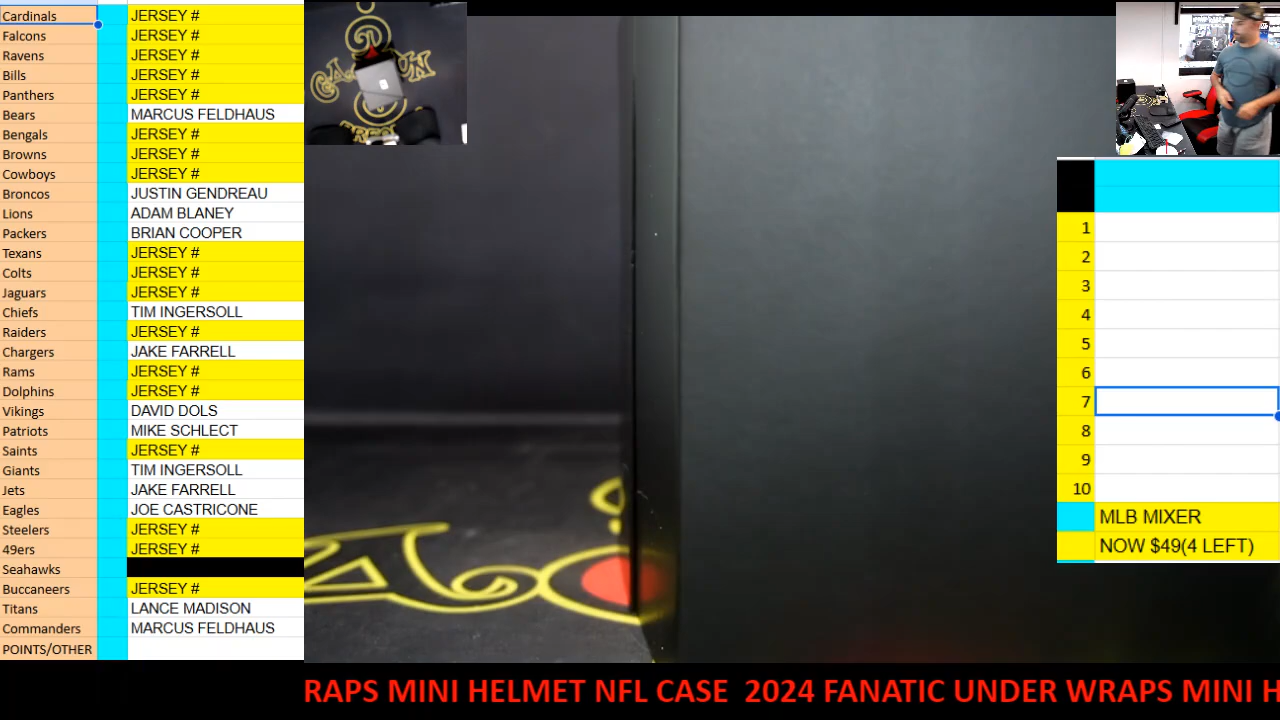 Cardinals JERSEY #
Falcons JERSEY #
Ravens JERSEY #
Bills JERSEY #
Panthers JERSEY #
Bears MARCUS FELDHAUS
Bengals JERSEY #
Browns JERSEY #
Cowboys JERSEY #
Broncos JUSTIN GENDREAU
Lions ADAM BLANEY
Packers BRIAN COOPER
Texans JERSEY #
Colts JERSEY #
Jaguars JERSEY #
Chiefs TIM INGERSOLL
Raiders JERSEY #
Chargers JAKE FARRELL
Rams JERSEY #
Dolphins JERSEY #
Vikings DAVID DOLS
Patriots MIKE SCHLECT
Saints JERSEY #
Giants TIM INGERSOLL
Jets JAKE FARRELL
Eagles JOE CASTRICONE
Steelers JERSEY #
49ers JERSEY #
Seahawks
Buccaneers JERSEY #
Titans LANCE MADISON
Commanders MARCUS FELDHAUS
POINTS/OTHER
1
2
3
4
5
6
7
8
9
10
MLB MIXER
NOW $49(4 LEFT)
RAPS MINI HELMET NFL CASE 2024 FANATIC UNDER WRAPS MINI H